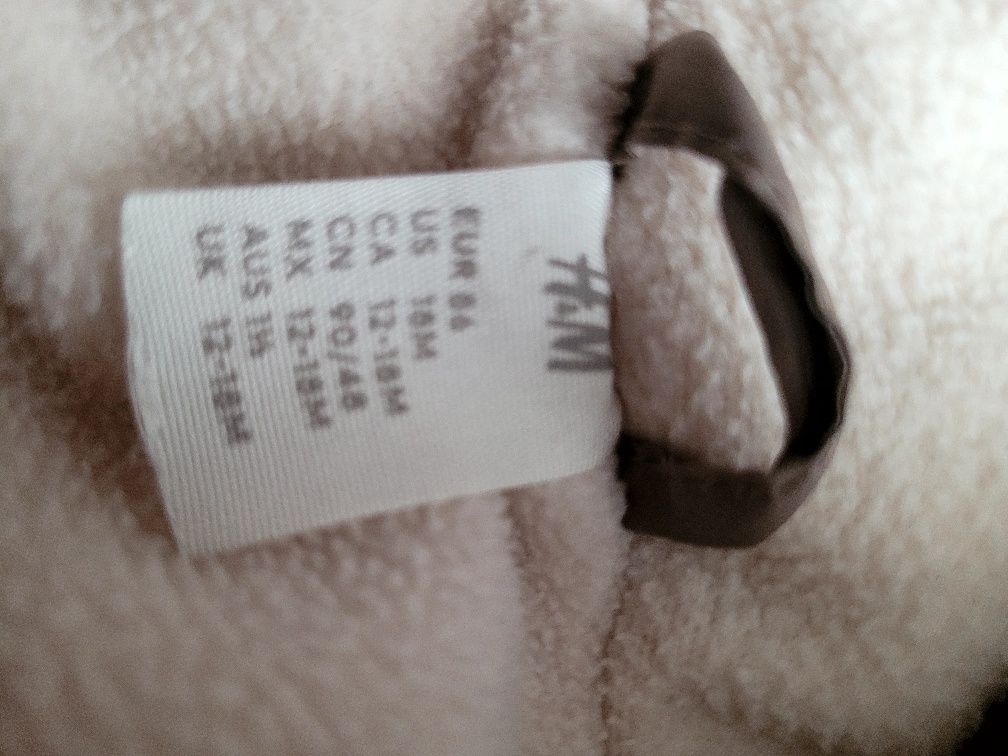 H&M
EUR 86
US 18M
CA 12-18M
CN 90/48
MX 12-18M
AUS 1½
UK 12-18M